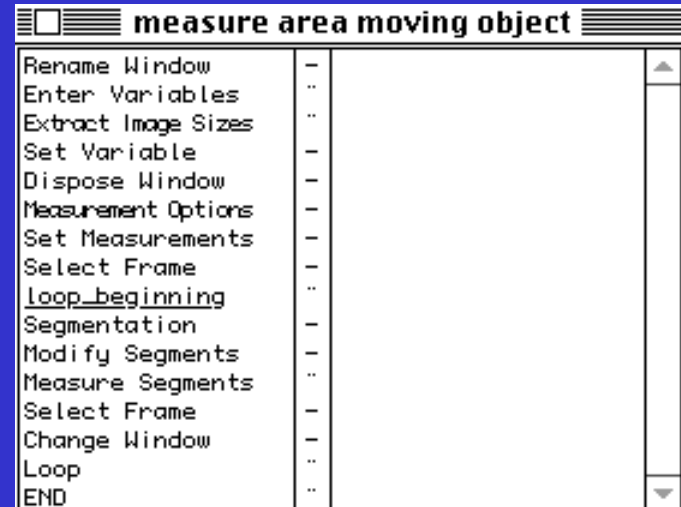 measure area moving object
Rename Window -
Enter Variables ¨
Extract Image Sizes ¨
Set Variable -
Dispose Window -
Measurement Options -
Set Measurements -
Select Frame -
loop_beginning ¨
Segmentation -
Modify Segments -
Measure Segments ¨
Select Frame -
Change Window -
Loop ¨
END ¨